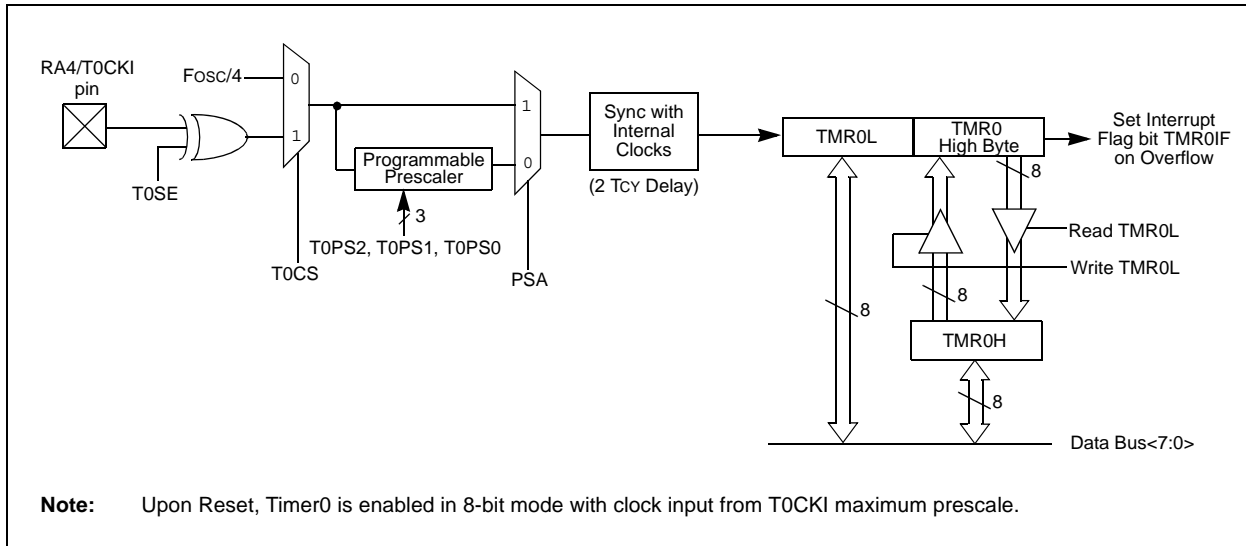 RA4/T0CKI
pin
FOSC/4
0
1
T0SE
T0CS
Programmable
Prescaler
3
T0PS2, T0PS1, T0PS0
1
0
PSA
Sync with
Internal
Clocks
(2 TCY Delay)
TMR0L
TMR0
High Byte
Set Interrupt
Flag bit TMR0IF
on Overflow
8
Read TMR0L
Write TMR0L
8
8
TMR0H
8
Data Bus<7:0>
Note: Upon Reset, Timer0 is enabled in 8-bit mode with clock input from T0CKI maximum prescale.